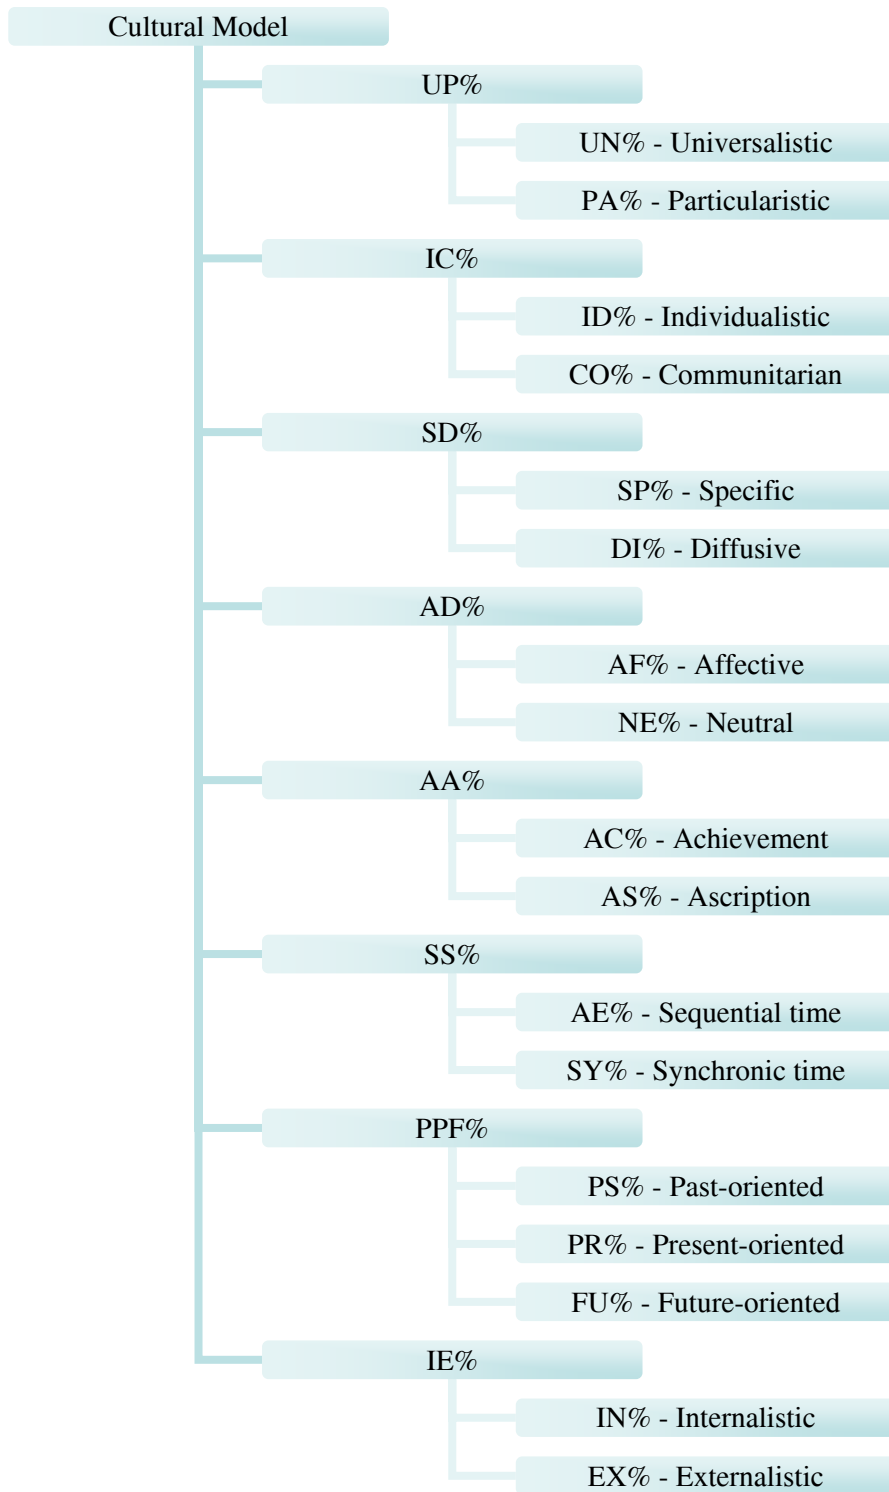 Cultural Model
UP%
UN% - Universalistic
PA% - Particularistic
IC%
ID% - Individualistic
CO% - Communitarian
SD%
SP% - Specific
DI% - Diffusive
AD%
AF% - Affective
NE% - Neutral
AA%
AC% - Achievement
AS% - Ascription
SS%
AE% - Sequential time
SY% - Synchronic time
PPF%
PS% - Past-oriented
PR% - Present-oriented
FU% - Future-oriented
IE%
IN% - Internalistic
EX% - Externalistic